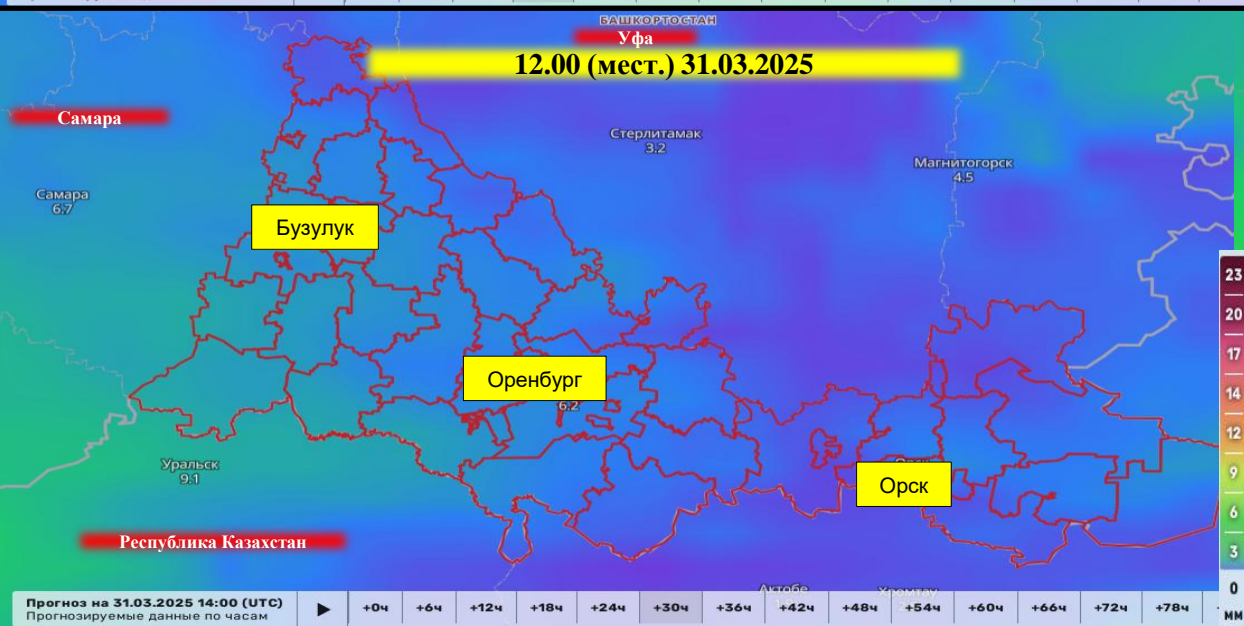 БАШКОРТОСТАН
Уфа
12.00 (мест.) 31.03.2025
Самара
Стерлитамак
3.2
Магнитогорск
4.5
Самара
6.7
Бузулук
Оренбург
6.2
Уральск
9.1
Орск
Республика Казахстан
Актобе
Хромтау
23
20
17
14
12
9
6
3
0
мм
Прогноз на 31.03.2025 14:00 (UTC)
Прогнозируемые данные по часам
+0ч +6ч +12ч +18ч +24ч +30ч +36ч +42ч +48ч +54ч +60ч +66ч +72ч +78ч